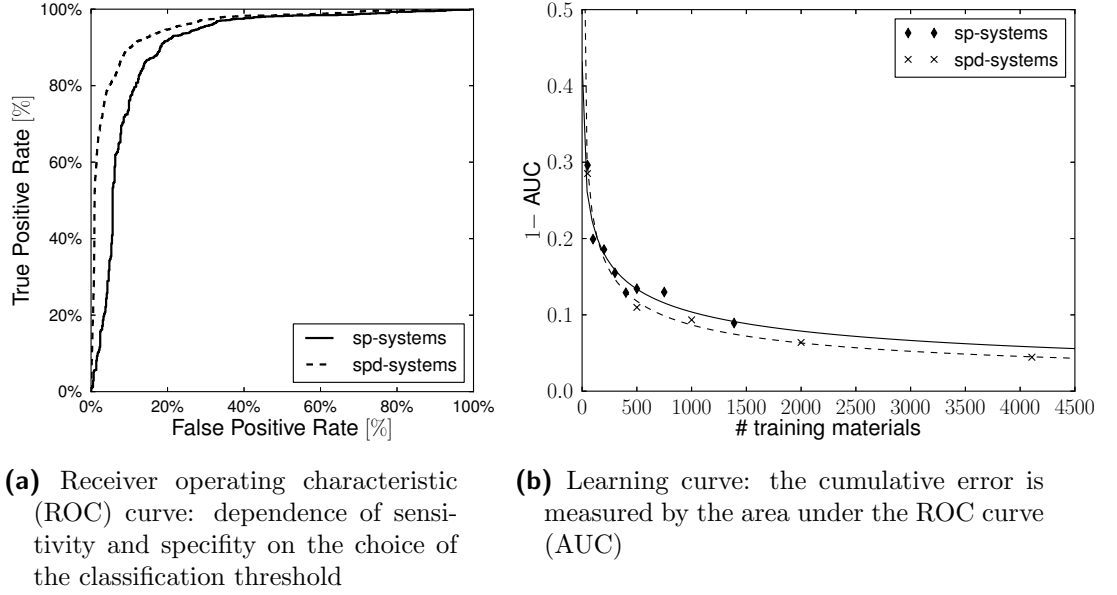 100%
80%
60%
40%
20%
0%
True Positive Rate [%]
0% 20% 40% 60% 80% 100%
False Positive Rate [%]
sp-systems
spd-systems
0.5
0.4
0.3
0.2
0.1
0.0
1− AUC
0 500 1000 1500 2000 2500 3000 3500 4000 4500
# training materials
sp-systems
spd-systems
(a) Receiver operating characteristic
(ROC) curve: dependence of sensi-
tivity and specifity on the choice of
the classification threshold
(b) Learning curve: the cumulative error is
measured by the area under the ROC curve
(AUC)